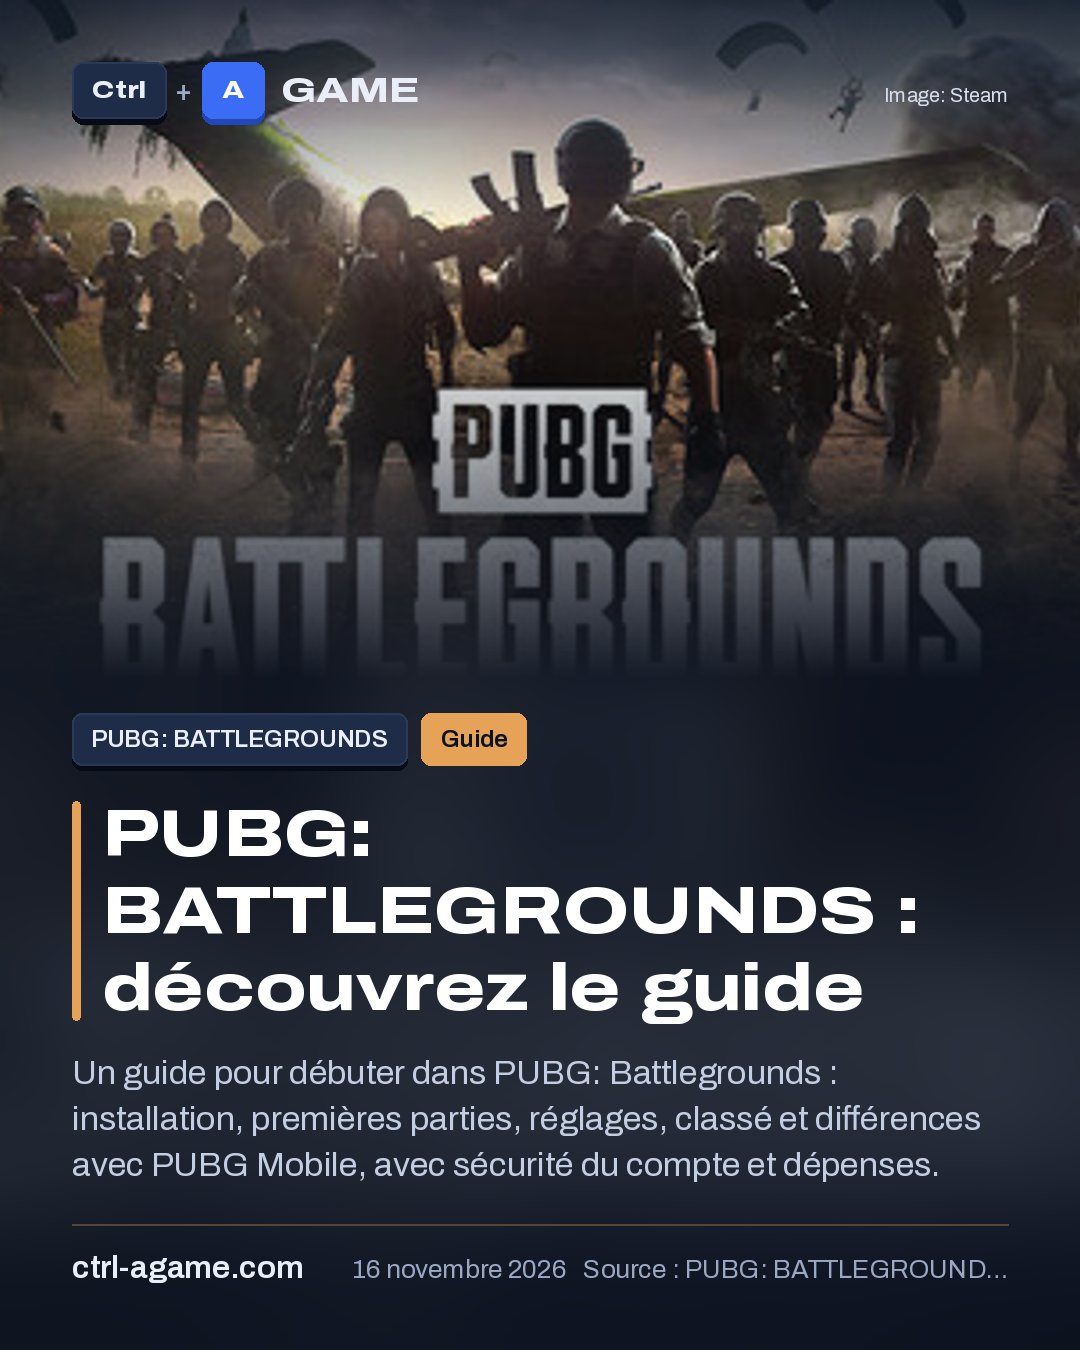 Ctrl + A GAME
Image: Steam
PUBG
BATTLEGROUNDS
PUBG: BATTLEGROUNDS
Guide
PUBG:
BATTLEGROUNDS :
découvrez le guide
Un guide pour débuter dans PUBG: Battlegrounds :
installation, premières parties, réglages, classé et différences
avec PUBG Mobile, avec sécurité du compte et dépenses.
ctrl-agame.com
16 novembre 2026
Source : PUBG: BATTLEGROUND...